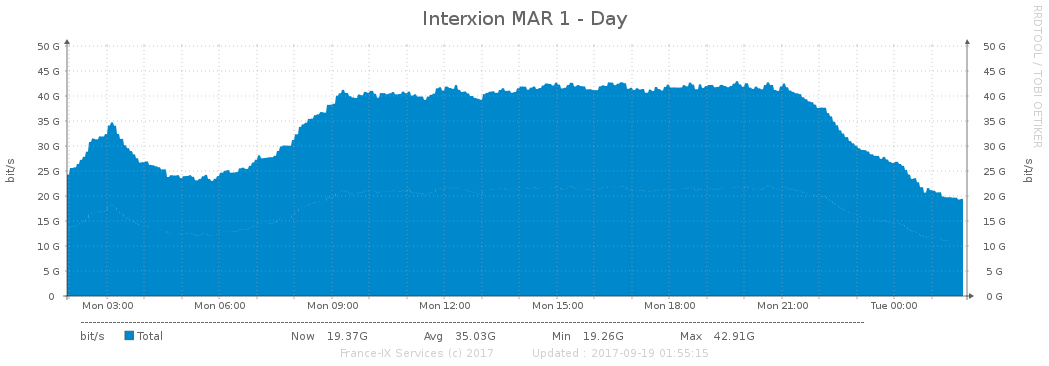 Interxion MAR 1 - Day
RRDTOOL / TOBI OETIKER
50 G 50 G
45 G 45 G
40 G 40 G
35 G 35 G
30 G 30 G
25 G 25 G
20 G 20 G
15 G 15 G
10 G 10 G
5 G 5 G
0 0 G
bit/s
bit/s
Mon 03:00 Mon 06:00 Mon 09:00 Mon 12:00 Mon 15:00 Mon 18:00 Mon 21:00 Tue 00:00
bit/s Total Now 19.37G Avg 35.03G Min 19.26G Max 42.91G
France-IX Services (c) 2017 Updated : 2017-09-19 01:55:15